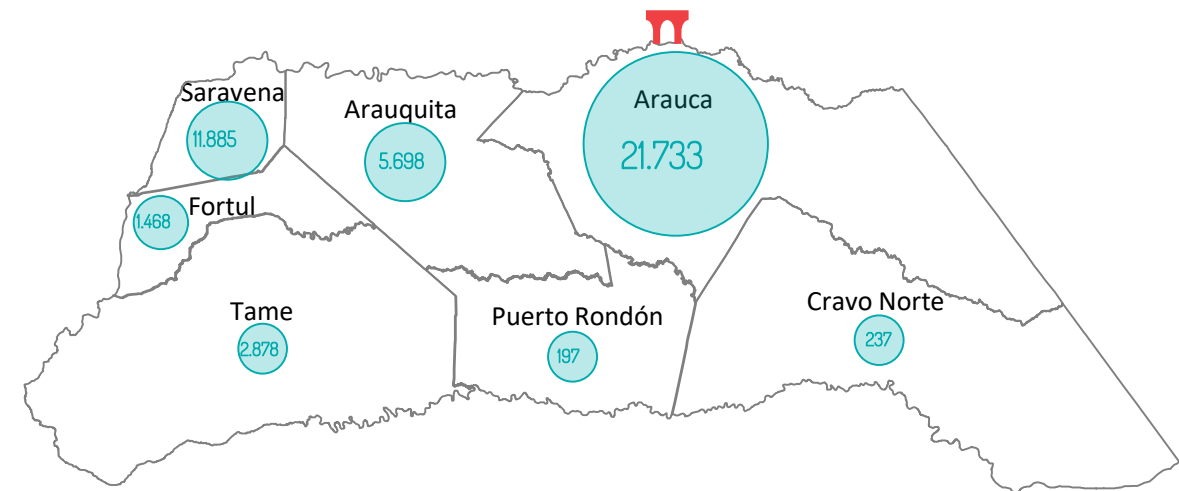 Saravena
11.885
Arauquita
5.698
Arauca
21.733
Fortul
1.468
Tame
2.878
Puerto Rondón
197
Cravo Norte
237